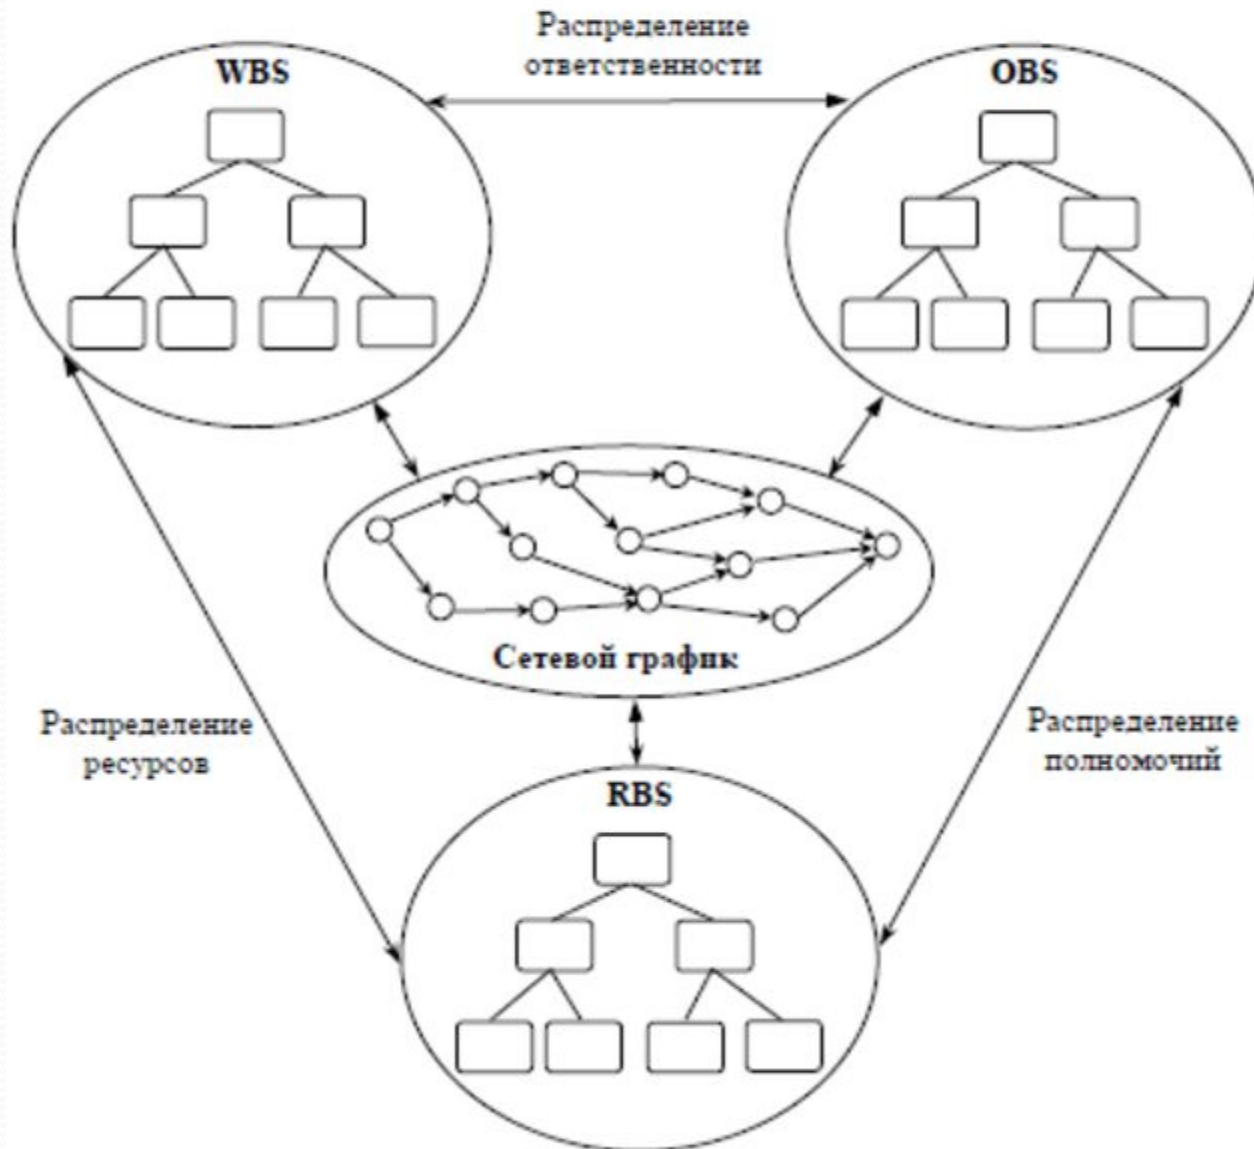 Распределение
ответственности
WBS
OBS
Сетевой график
Распределение
ресурсов
Распределение
полномочий
RBS